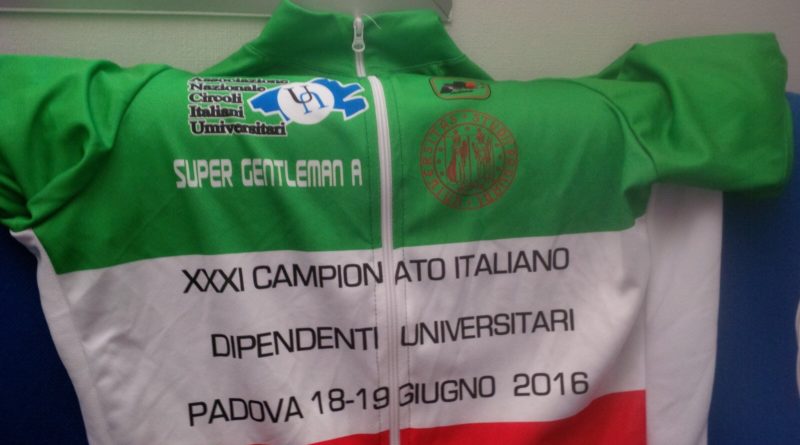 Associazione
Nazionale
Circoli
Italiani
Universitari
SUPER GENTLEMAN A
XXXI CAMPIONATO ITALIANO
DIPENDENTI UNIVERSITARI
PADOVA 18-19 GIUGNO 2016